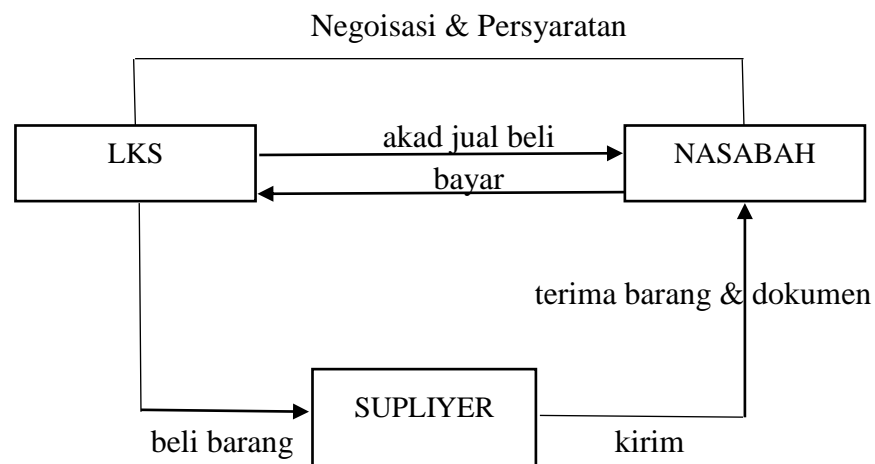 Negoisasi & Persyaratan
LKS
akad jual beli
NASABAH
bayar
terima barang & dokumen
SUPLIYER
beli barang
kirim